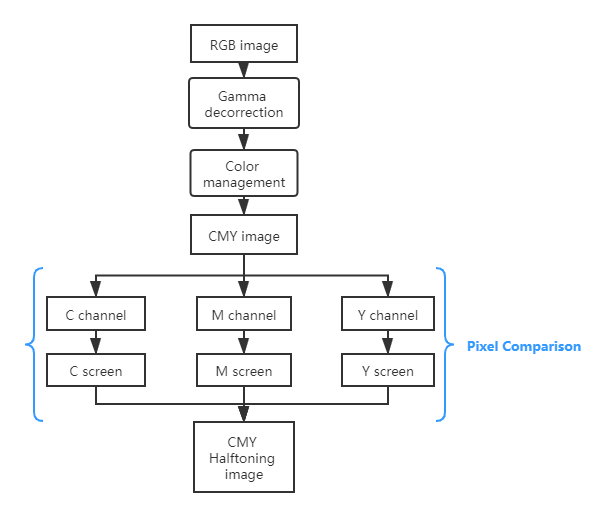 RGB image
Gamma
decorrection
Color
management
CMY image
C channel
M channel
Y channel
Pixel Comparison
C screen
M screen
Y screen
CMY
Halftoning
image